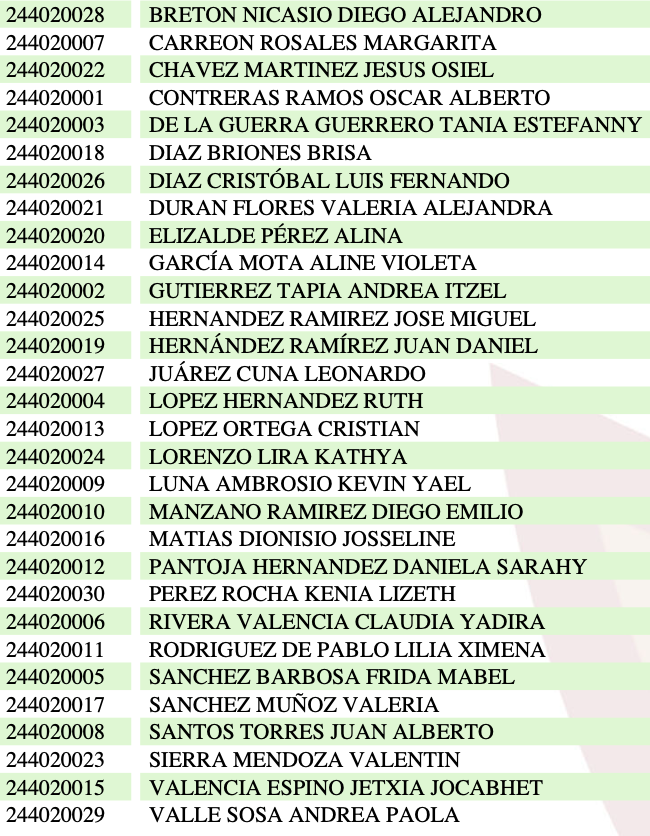 244020028 BRETON NICASIO DIEGO ALEJANDRO
244020007 CARREON ROSALES MARGARITA
244020022 CHAVEZ MARTINEZ JESUS OSIEL
244020001 CONTRERAS RAMOS OSCAR ALBERTO
244020003 DE LA GUERRA GUERRERO TANIA ESTEFANNY
244020018 DIAZ BRIONES BRISA
244020026 DIAZ CRISTÓBAL LUIS FERNANDO
244020021 DURAN FLORES VALERIA ALEJANDRA
244020020 ELIZALDE PÉREZ ALINA
244020014 GARCÍA MOTA ALINE VIOLETA
244020002 GUTIERREZ TAPIA ANDREA ITZEL
244020025 HERNANDEZ RAMIREZ JOSE MIGUEL
244020019 HERNÁNDEZ RAMÍREZ JUAN DANIEL
244020027 JUÁREZ CUNA LEONARDO
244020004 LOPEZ HERNANDEZ RUTH
244020013 LOPEZ ORTEGA CRISTIAN
244020024 LORENZO LIRA KATHYA
244020009 LUNA AMBROSIO KEVIN YAEL
244020010 MANZANO RAMIREZ DIEGO EMILIO
244020016 MATIAS DIONISIO JOSSELINE
244020012 PANTOJA HERNANDEZ DANIELA SARAHY
244020030 PEREZ ROCHA KENIA LIZETH
244020006 RIVERA VALENCIA CLAUDIA YADIRA
244020011 RODRIGUEZ DE PABLO LILIA XIMENA
244020005 SANCHEZ BARBOSA FRIDA MABEL
244020017 SANCHEZ MUÑOZ VALERIA
244020008 SANTOS TORRES JUAN ALBERTO
244020023 SIERRA MENDOZA VALENTIN
244020015 VALENCIA ESPINO JETXIA JOCABHET
244020029 VALLE SOSA ANDREA PAOLA